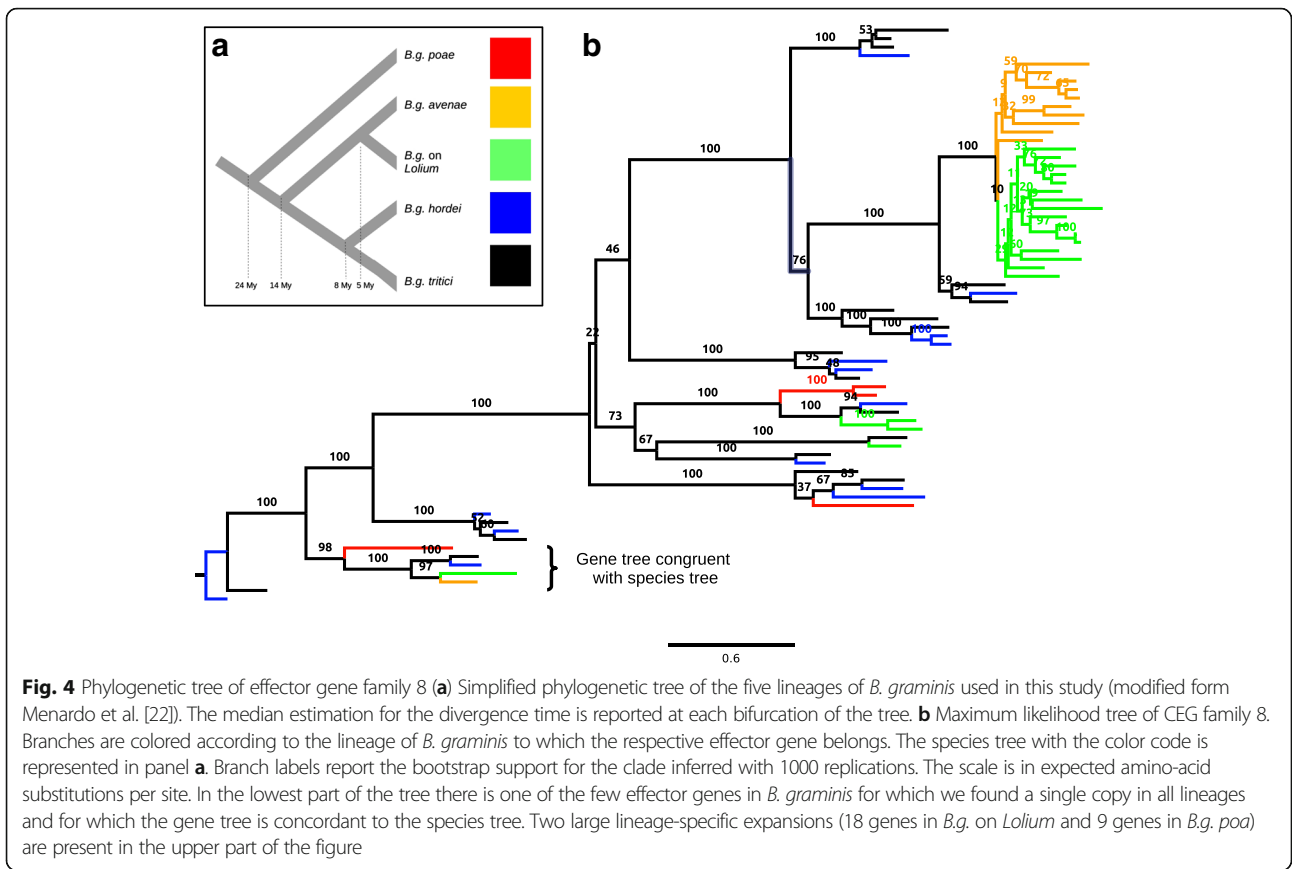 a
b
B.g. poae
B.g. avenae
B.g. on
Lolium
B.g. hordei
B.g. tritici
24 My
14 My
8 My
5 My
53
100
59
70
72
99
100
33
100
10
20
97
100
60
100
76
59
94
100
100
100
100
46
22
100
95
48
100
100
94
100
100
73
67
100
100
100
100
67
83
37
100
100
100
60
98
100
100
97
Gene tree congruent
with species tree
0.6
Fig. 4 Phylogenetic tree of effector gene family 8 (a) Simplified phylogenetic tree of the five lineages of B. graminis used in this study (modified form
Menardo et al. [22]). The median estimation for the divergence time is reported at each bifurcation of the tree. b Maximum likelihood tree of CEG family 8.
Branches are colored according to the lineage of B. graminis to which the respective effector gene belongs. The species tree with the color code is
represented in panel a. Branch labels report the bootstrap support for the clade inferred with 1000 replications. The scale is in expected amino-acid
substitutions per site. In the lowest part of the tree there is one of the few effector genes in B. graminis for which we found a single copy in all lineages
and for which the gene tree is concordant to the species tree. Two large lineage-specific expansions (18 genes in B.g. on Lolium and 9 genes in B.g. poa)
are present in the upper part of the figure